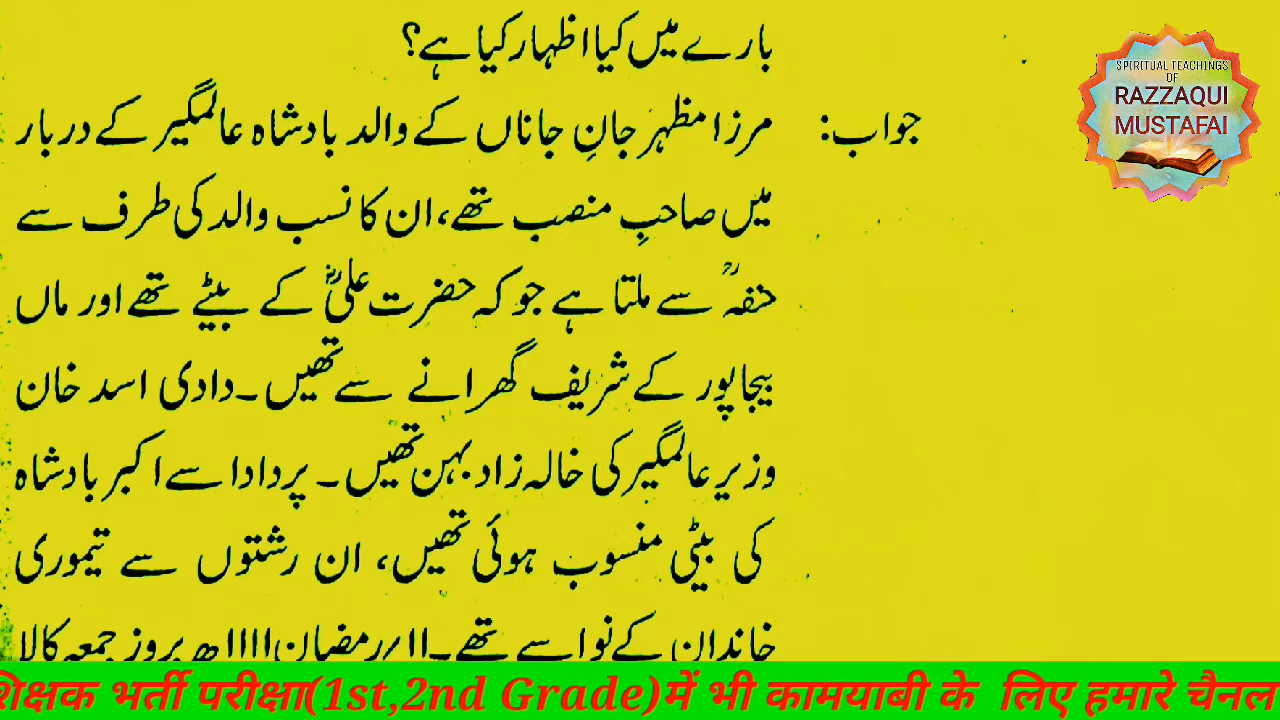 بارے میں کیا اظہار کیا ہے؟
جواب: مرزا مظہر جانِ جاناں کے والد بادشاہ عالمگیر کے دربار
میں صاحبِ منصب تھے، ان کا نسب والد کی طرف سے
حنفہؒ سے ملتا ہے جو کہ حضرت علیؓ کے بیٹے تھے اور ماں
بیجاپور کے شریف گھرانے سے تھیں۔ دادی اسد خان
وزیرِ عالمگیر کی خالہ زاد بہن تھیں۔ پردادا سے اکبر بادشاہ
کی بیٹی منسوب ہوئی تھیں، ان رشتوں سے تیموری
خاندان کے نواسے تھے۔ ۱۱/رمضان ۱۱۱۱ھ بروز جمعہ کالا
SPIRITUAL TEACHINGS
OF
RAZZAQUI
MUSTAFAI
शिक्षक भर्ती परीक्षा(1st,2nd Grade)में भी कामयाबी के लिए हमारे चैनल